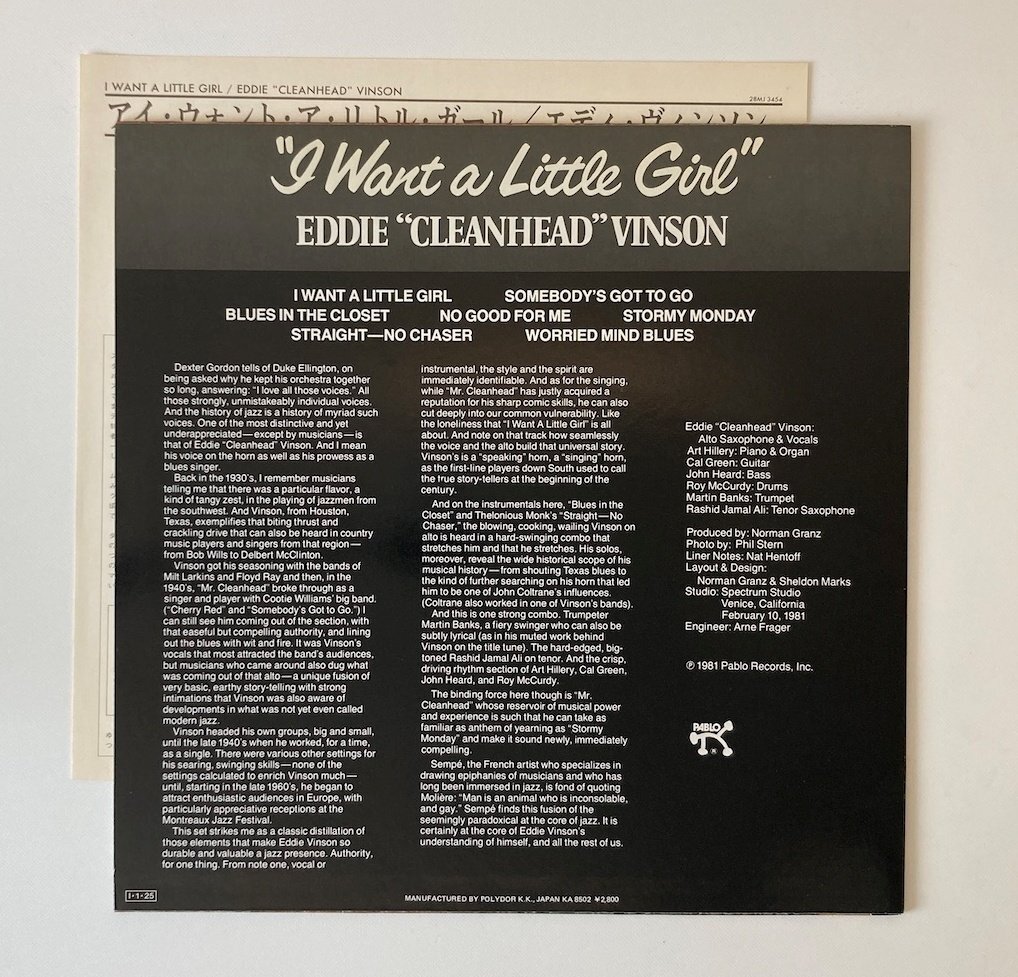 I WANT A LITTLE GIRL / EDDIE "CLEANHEAD" VINSON
28MJ 3454
アイ・ウォント・ア・リトル・ガール/エディ・ヴィンソン
"I Want a Little Girl"
EDDIE “CLEANHEAD” VINSON
I WANT A LITTLE GIRL SOMEBODY'S GOT TO GO
BLUES IN THE CLOSET NO GOOD FOR ME STORMY MONDAY
STRAIGHT—NO CHASER WORRIED MIND BLUES
Dexter Gordon tells of Duke Ellington, on
being asked why he kept his orchestra together
so long, answering: “I love all those voices.” All
those strongly, unmistakeably individual voices.
And the history of jazz is a history of myriad such
voices. One of the most distinctive and yet
underappreciated—except by musicians—is
that of Eddie “Cleanhead” Vinson. And I mean
his voice on the horn as well as his prowess as a
blues singer.
Back in the 1930's, I remember musicians
telling me that there was a particular flavor, a
kind of tangy zest, in the playing of jazzmen from
the southwest. And Vinson, from Houston,
Texas, exemplifies that biting thrust and
crackling drive that can also be heard in country
music players and singers from that region—
from Bob Wills to Delbert McClinton.
Vinson got his seasoning with the bands of
Milt Larkins and Floyd Ray and then, in the
1940's, “Mr. Cleanhead” broke through as a
singer and player with Cootie Williams' big band.
(“Cherry Red” and “Somebody's Got to Go.”) I
can still see him coming out of the section, with
that easeful but compelling authority, and lining
out the blues with wit and fire. It was Vinson's
vocals that most attracted the band's audiences,
but musicians who came around also dug what
was coming out of that alto—a unique fusion of
very basic, earthy story-telling with strong
intimations that Vinson was also aware of
developments in what was not yet even called
modern jazz.
Vinson headed his own groups, big and small,
until the late 1940's when he worked, for a time,
as a single. There were various other settings for
his searing, swinging skills—none of the
settings calculated to enrich Vinson much—
until, starting in the late 1960's, he began to
attract enthusiastic audiences in Europe, with
particularly appreciative receptions at the
Montreaux Jazz Festival.
This set strikes me as a classic distillation of
those elements that make Eddie Vinson so
durable and valuable a jazz presence. Authority,
for one thing. From note one, vocal or
instrumental, the style and the spirit are
immediately identifiable. And as for the singing,
while “Mr. Cleanhead” has justly acquired a
reputation for his sharp comic skills, he can also
cut deeply into our common vulnerability. Like
the loneliness that “I Want A Little Girl” is all
about. And note on that track how seamlessly
the voice and the alto build that universal story.
Vinson's is a “speaking” horn, a “singing” horn,
as the first-line players down South used to call
the true story-tellers at the beginning of the
century.
And on the instrumentals here, “Blues in the
Closet” and Thelonious Monk's “Straight—No
Chaser,” the blowing, cooking, wailing Vinson on
alto is heard in a hard-swinging combo that
stretches him and that he stretches. His solos,
moreover, reveal the wide historical scope of his
musical history—from shouting Texas blues to
the kind of further searching on his horn that led
him to be one of John Coltrane's influences.
(Coltrane also worked in one of Vinson's bands).
And this is one strong combo. Trumpeter
Martin Banks, a fiery swinger who can also be
subtly lyrical (as in his muted work behind
Vinson on the title tune). The hard-edged, big-
toned Rashid Jamal Ali on tenor. And the crisp,
driving rhythm section of Art Hillery, Cal Green,
John Heard, and Roy McCurdy.
The binding force here though is “Mr.
Cleanhead” whose reservoir of musical power
and experience is such that he can take as
familiar as anthem of yearning as “Stormy
Monday” and make it sound newly, immediately
compelling.
Sempé, the French artist who specializes in
drawing epiphanies of musicians and who has
long been immersed in jazz, is fond of quoting
Molière: “Man is an animal who is inconsolable,
and gay.” Sempé finds this fusion of the
seemingly paradoxical at the core of jazz. It is
certainly at the core of Eddie Vinson's
understanding of himself, and all the rest of us.
Eddie “Cleanhead” Vinson:
Alto Saxophone & Vocals
Art Hillery: Piano & Organ
Cal Green: Guitar
John Heard: Bass
Roy McCurdy: Drums
Martin Banks: Trumpet
Rashid Jamal Ali: Tenor Saxophone
Produced by: Norman Granz
Photo by: Phil Stern
Liner Notes: Nat Hentoff
Layout & Design:
Norman Granz & Sheldon Marks
Studio: Spectrum Studio
Venice, California
February 10, 1981
Engineer: Arne Frager
℗ 1981 Pablo Records, Inc.
PABLO
I·1·25
MANUFACTURED BY POLYDOR K.K., JAPAN KA 8502 ¥2,800